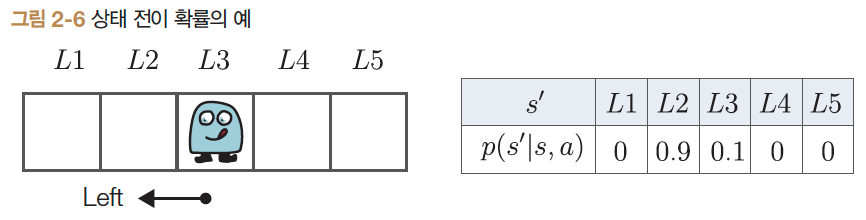 그림 2-6 상태 전이 확률의 예
L1 L2 L3 L4 L5
Left
s′ L1 L2 L3 L4 L5
p(s′|s, a) 0 0.9 0.1 0 0